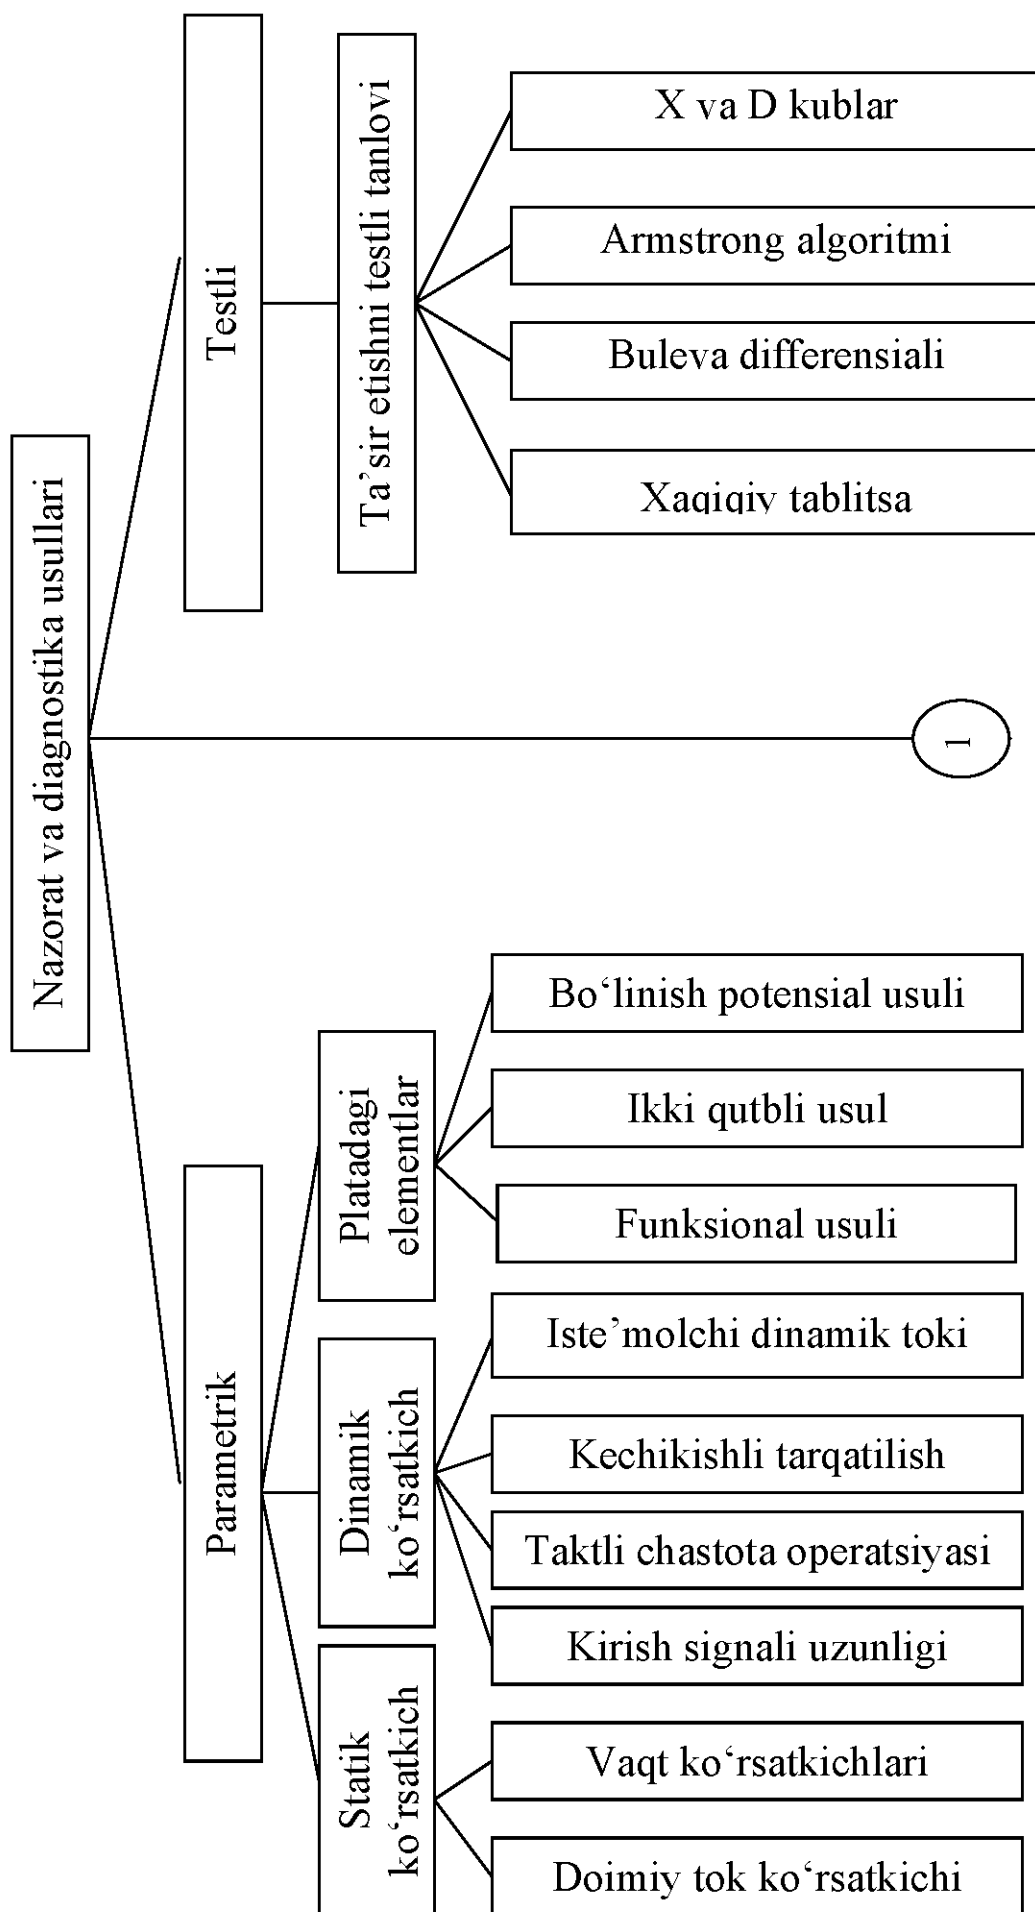 Nazorat va diagnostika usullari
Testli
Ta’sir etishni testli tanlovi
X va D kublar
Armstrong algoritmi
Buleva differensiali
Xaqiqiy tablitsa
1
Parametrik
Platadagi
elementlar
Bo‘linish potensial usuli
Ikki qutbli usul
Funksional usuli
Dinamik
ko‘rsatkich
Iste’molchi dinamik toki
Kechikishli tarqatilish
Taktli chastota operatsiyasi
Kirish signali uzunligi
Statik
ko‘rsatkich
Vaqt ko‘rsatkichlari
Doimiy tok ko‘rsatkichi